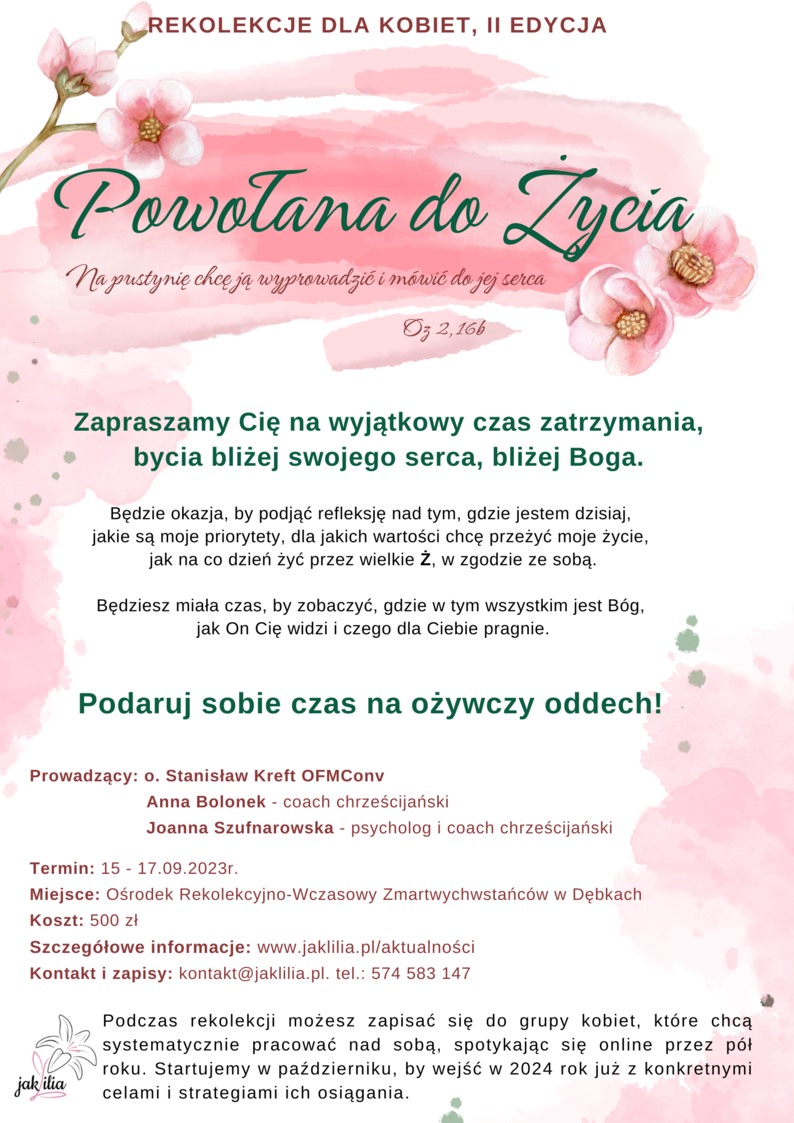 REKOLEKCJE DLA KOBIET, II EDYCJA
Powołana do Życia
Na pustynię chcę ją wyprowadzić i mówić do jej serca
Oz 2,16b
Zapraszamy Cię na wyjątkowy czas zatrzymania,
bycia bliżej swojego serca, bliżej Boga.
Będzie okazja, by podjąć refleksję nad tym, gdzie jestem dzisiaj,
jakie są moje priorytety, dla jakich wartości chcę przeżyć moje życie,
jak na co dzień żyć przez wielkie Ż, w zgodzie ze sobą.
Będziesz miała czas, by zobaczyć, gdzie w tym wszystkim jest Bóg,
jak On Cię widzi i czego dla Ciebie pragnie.
Podaruj sobie czas na ożywczy oddech!
Prowadzący: o. Stanisław Kreft OFMConv
Anna Bolonek - coach chrześcijański
Joanna Szufnarowska - psycholog i coach chrześcijański
Termin: 15 - 17.09.2023r.
Miejsce: Ośrodek Rekolekcyjno-Wczasowy Zmartwychwstańców w Dębkach
Koszt: 500 zł
Szczegółowe informacje: www.jaklilia.pl/aktualności
Kontakt i zapisy: kontakt@jaklilia.pl. tel.: 574 583 147
Podczas rekolekcji możesz zapisać się do grupy kobiet, które chcą
systematycznie pracować nad sobą, spotykając się online przez pół
roku. Startujemy w październiku, by wejść w 2024 rok już z konkretnymi
celami i strategiami ich osiągania.
jak lilia